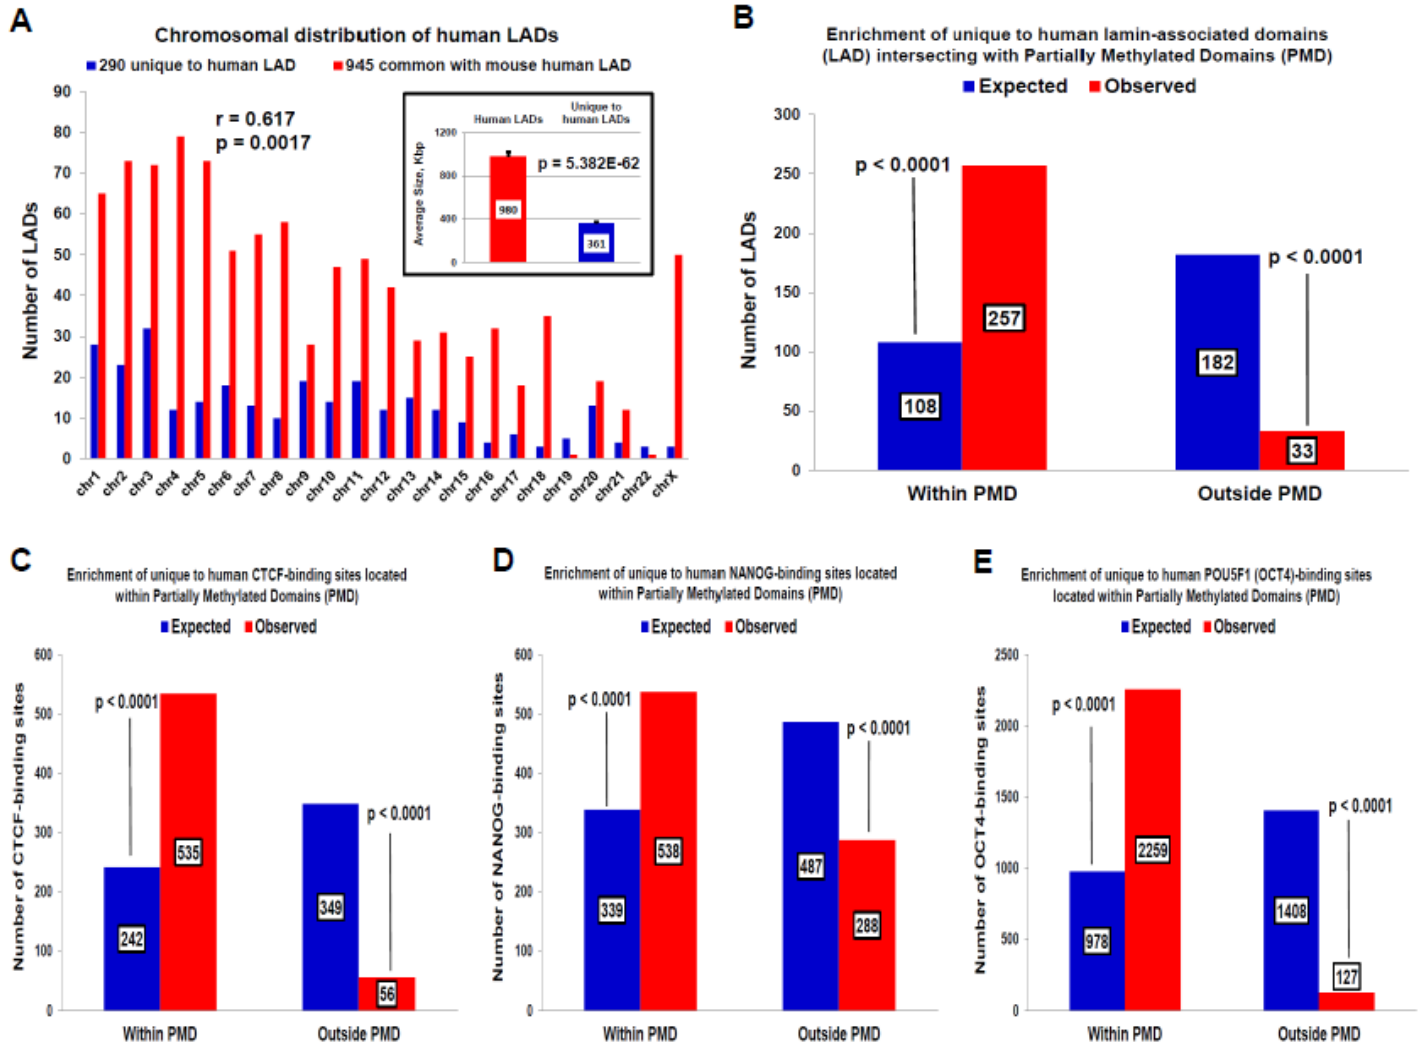 A
Chromosomal distribution of human LADs
290 unique to human LAD 945 common with mouse human LAD
90
80
70
60
50
40
30
20
10
0
Number of LADs
r = 0.617
p = 0.0017
Human LADs
Unique to
human LADs
1200
800
400
0
Average Size, Kbp
p = 5.382E-62
980
361
chr1 chr2 chr3 chr4 chr5 chr6 chr7 chr8 chr9 chr10 chr11 chr12 chr13 chr14 chr15 chr16 chr17 chr18 chr19 chr20 chr21 chr22 chrX
B
Enrichment of unique to human lamin-associated domains
(LAD) intersecting with Partially Methylated Domains (PMD)
Expected Observed
300
250
200
150
100
50
0
Number of LADs
p < 0.0001
p < 0.0001
108
257
182
33
Within PMD Outside PMD
C
Enrichment of unique to human CTCF-binding sites located
within Partially Methylated Domains (PMD)
Expected Observed
600
500
400
300
200
100
0
Number of CTCF-binding sites
p < 0.0001
p < 0.0001
242
535
349
56
Within PMD Outside PMD
D
Enrichment of unique to human NANOG-binding sites located
within Partially Methylated Domains (PMD)
Expected Observed
600
500
400
300
200
100
0
Number of NANOG-binding sites
p < 0.0001
p < 0.0001
339
538
487
288
Within PMD Outside PMD
E
Enrichment of unique to human POU5F1 (OCT4)-binding sites
located within Partially Methylated Domains (PMD)
Expected Observed
2500
2000
1500
1000
500
0
Number of OCT4-binding sites
p < 0.0001
p < 0.0001
978
2259
1408
127
Within PMD Outside PMD